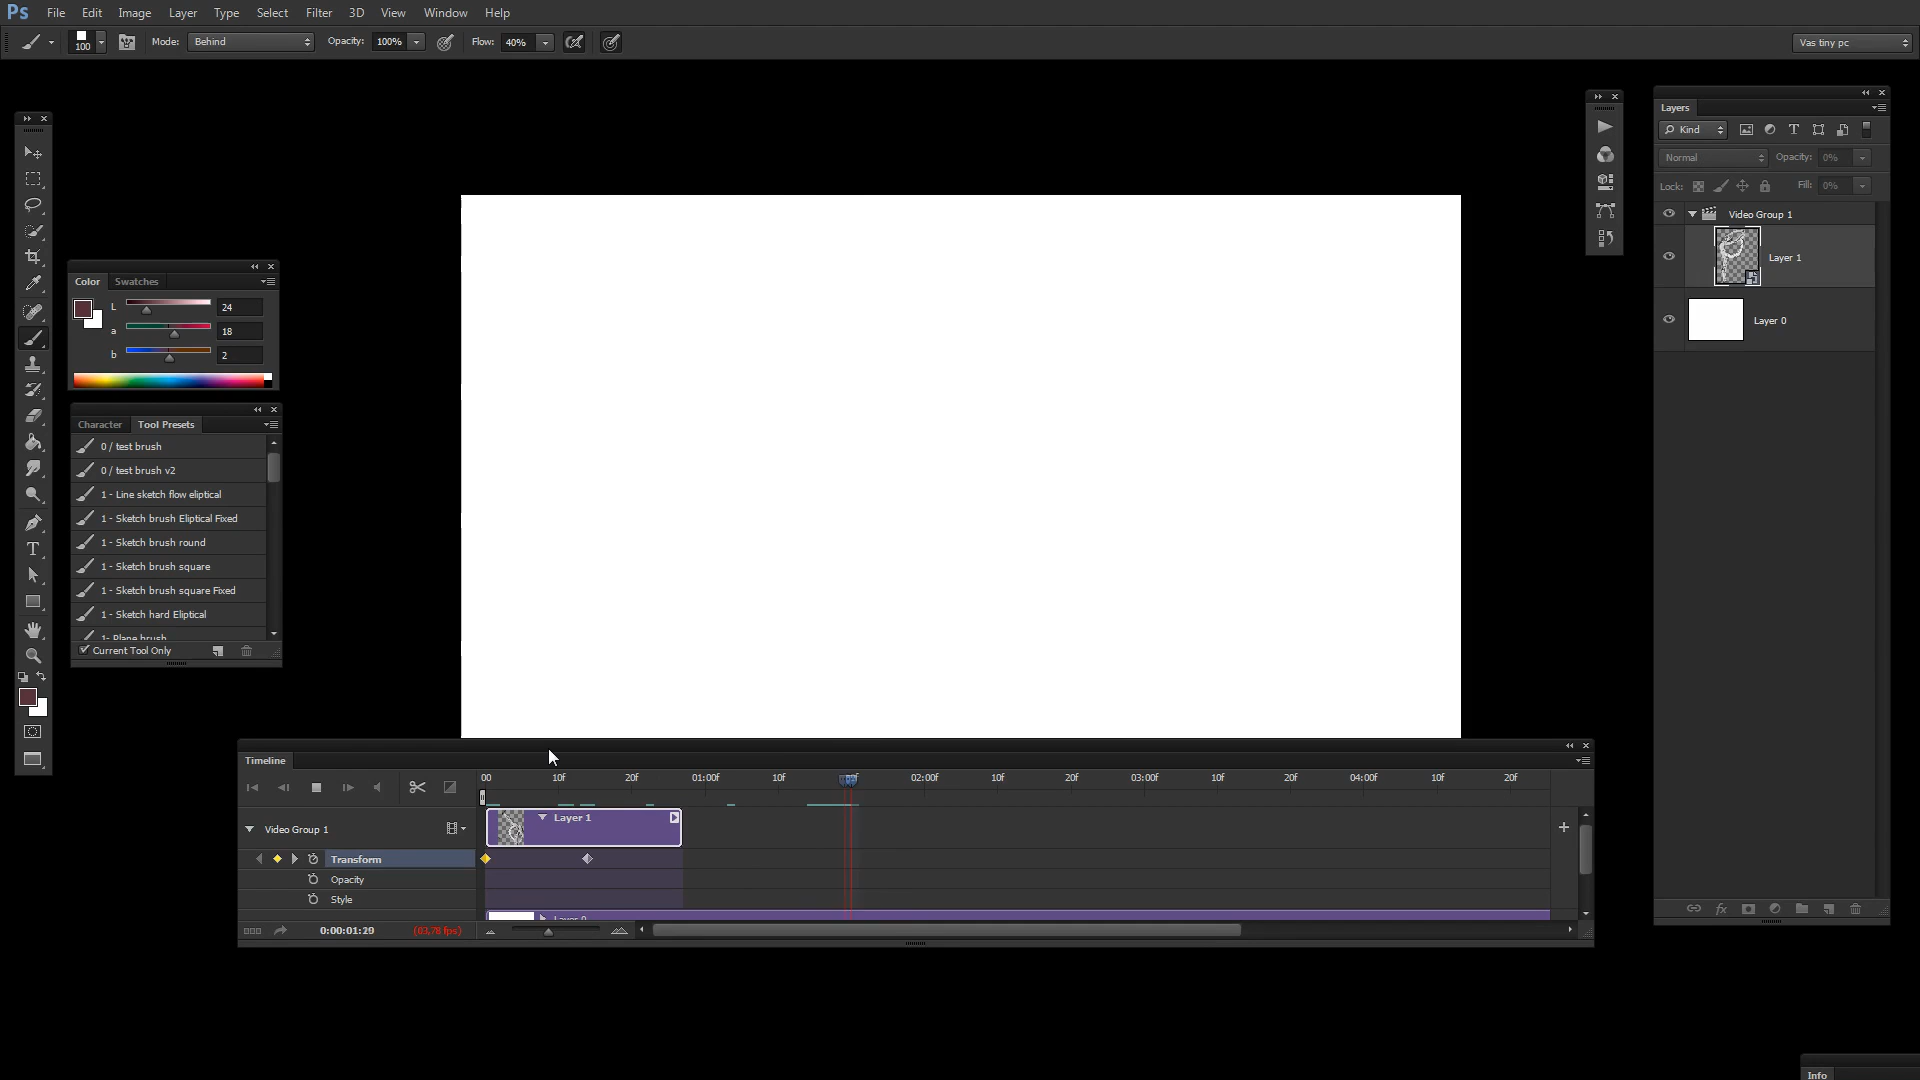 Ps File Edit Image Layer Type Select Filter 3D View Window Help
100 Mode: Behind Opacity: 100% Flow: 40% Vas tiny pc
Layers
Kind
Normal Opacity: 0%
Lock: Fill: 0%
Video Group 1
Layer 1
Layer 0
Color Swatches
L 24
a 18
b 2
Character Tool Presets
0 / test brush
0 / test brush v2
1 - Line sketch flow eliptical
1 - Sketch brush Eliptical Fixed
1 - Sketch brush round
1 - Sketch brush square
1 - Sketch brush square Fixed
1 - Sketch hard Eliptical
1- Plane brush
Current Tool Only
Timeline
00 10f 20f 01:00f 10f 02:00f 10f 20f 03:00f 10f 20f 04:00f 10f 20f
Video Group 1 Layer 1
Transform
Opacity
Style
Layer 0
0:00:01:29 (03,78 fps)
Info